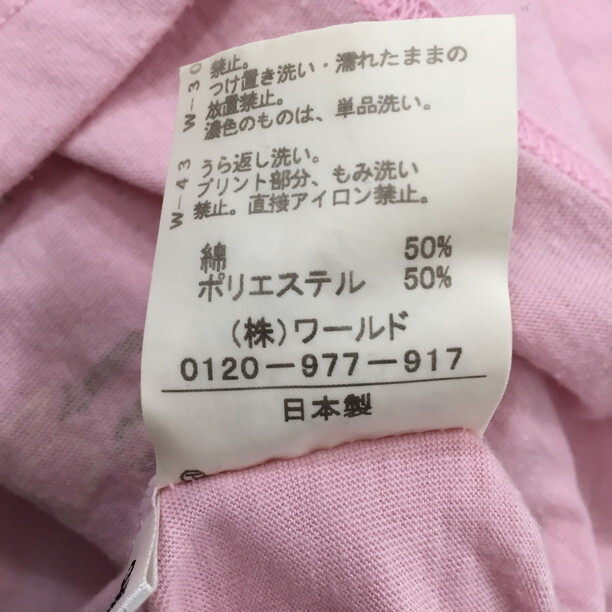 W-30 禁止。
つけ置き洗い・濡れたままの
放置禁止。
濃色のものは、単品洗い。
W-43 うら返し洗い。
プリント部分、もみ洗い
禁止。直接アイロン禁止。
綿 50%
ポリエステル 50%
(株)ワールド
0120-977-917
日本製